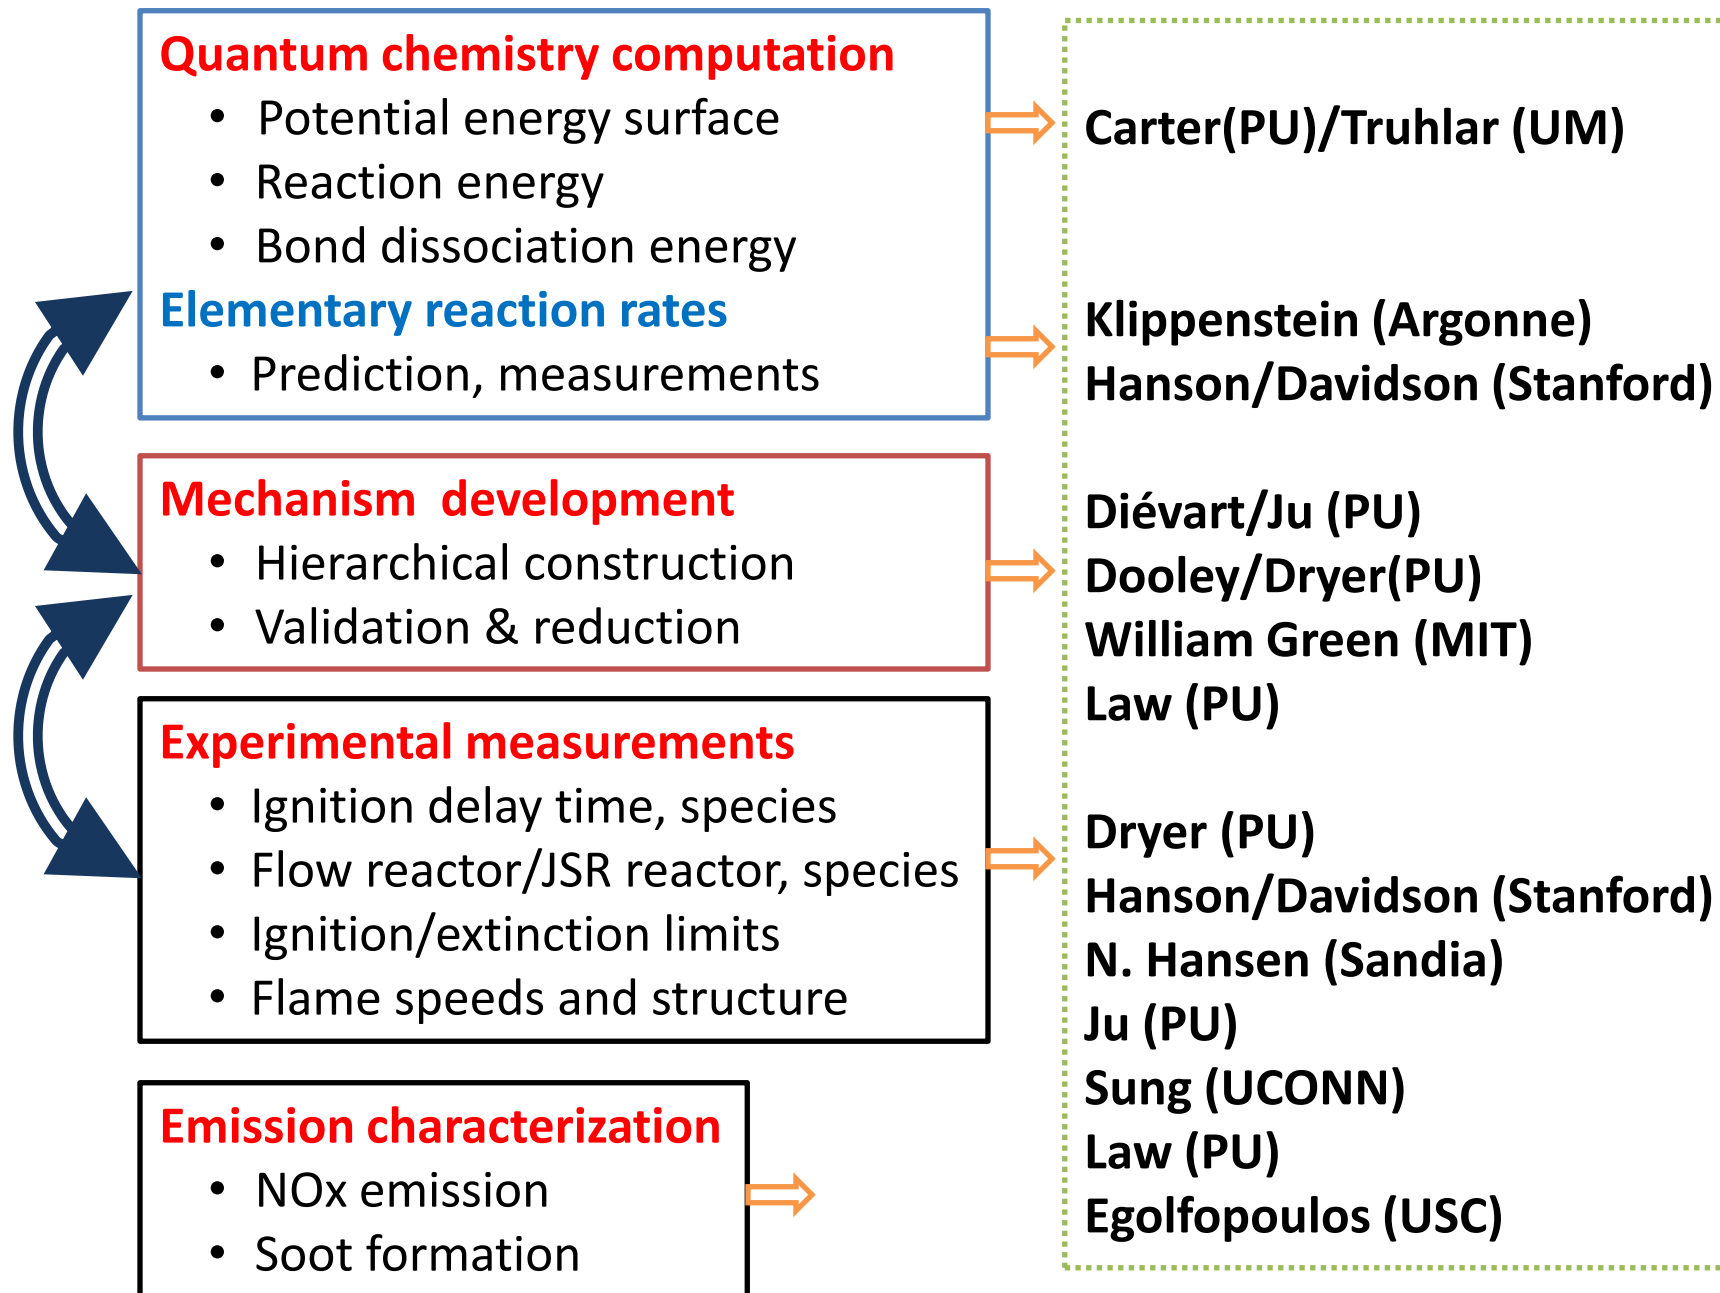 Quantum chemistry computation
• Potential energy surface
• Reaction energy
• Bond dissociation energy
Elementary reaction rates
• Prediction, measurements
Mechanism  development
• Hierarchical construction
• Validation & reduction
Experimental measurements
• Ignition delay time, species
• Flow reactor/JSR reactor, species
• Ignition/extinction limits
• Flame speeds and structure
Emission characterization
• NOx emission
• Soot formation
Carter(PU)/Truhlar (UM)
Klippenstein (Argonne)
Hanson/Davidson (Stanford)
Diévart/Ju (PU)
Dooley/Dryer(PU)
William Green (MIT)
Law (PU)
Dryer (PU)
Hanson/Davidson (Stanford)
N. Hansen (Sandia)
Ju (PU)
Sung (UCONN)
Law (PU)
Egolfopoulos (USC)